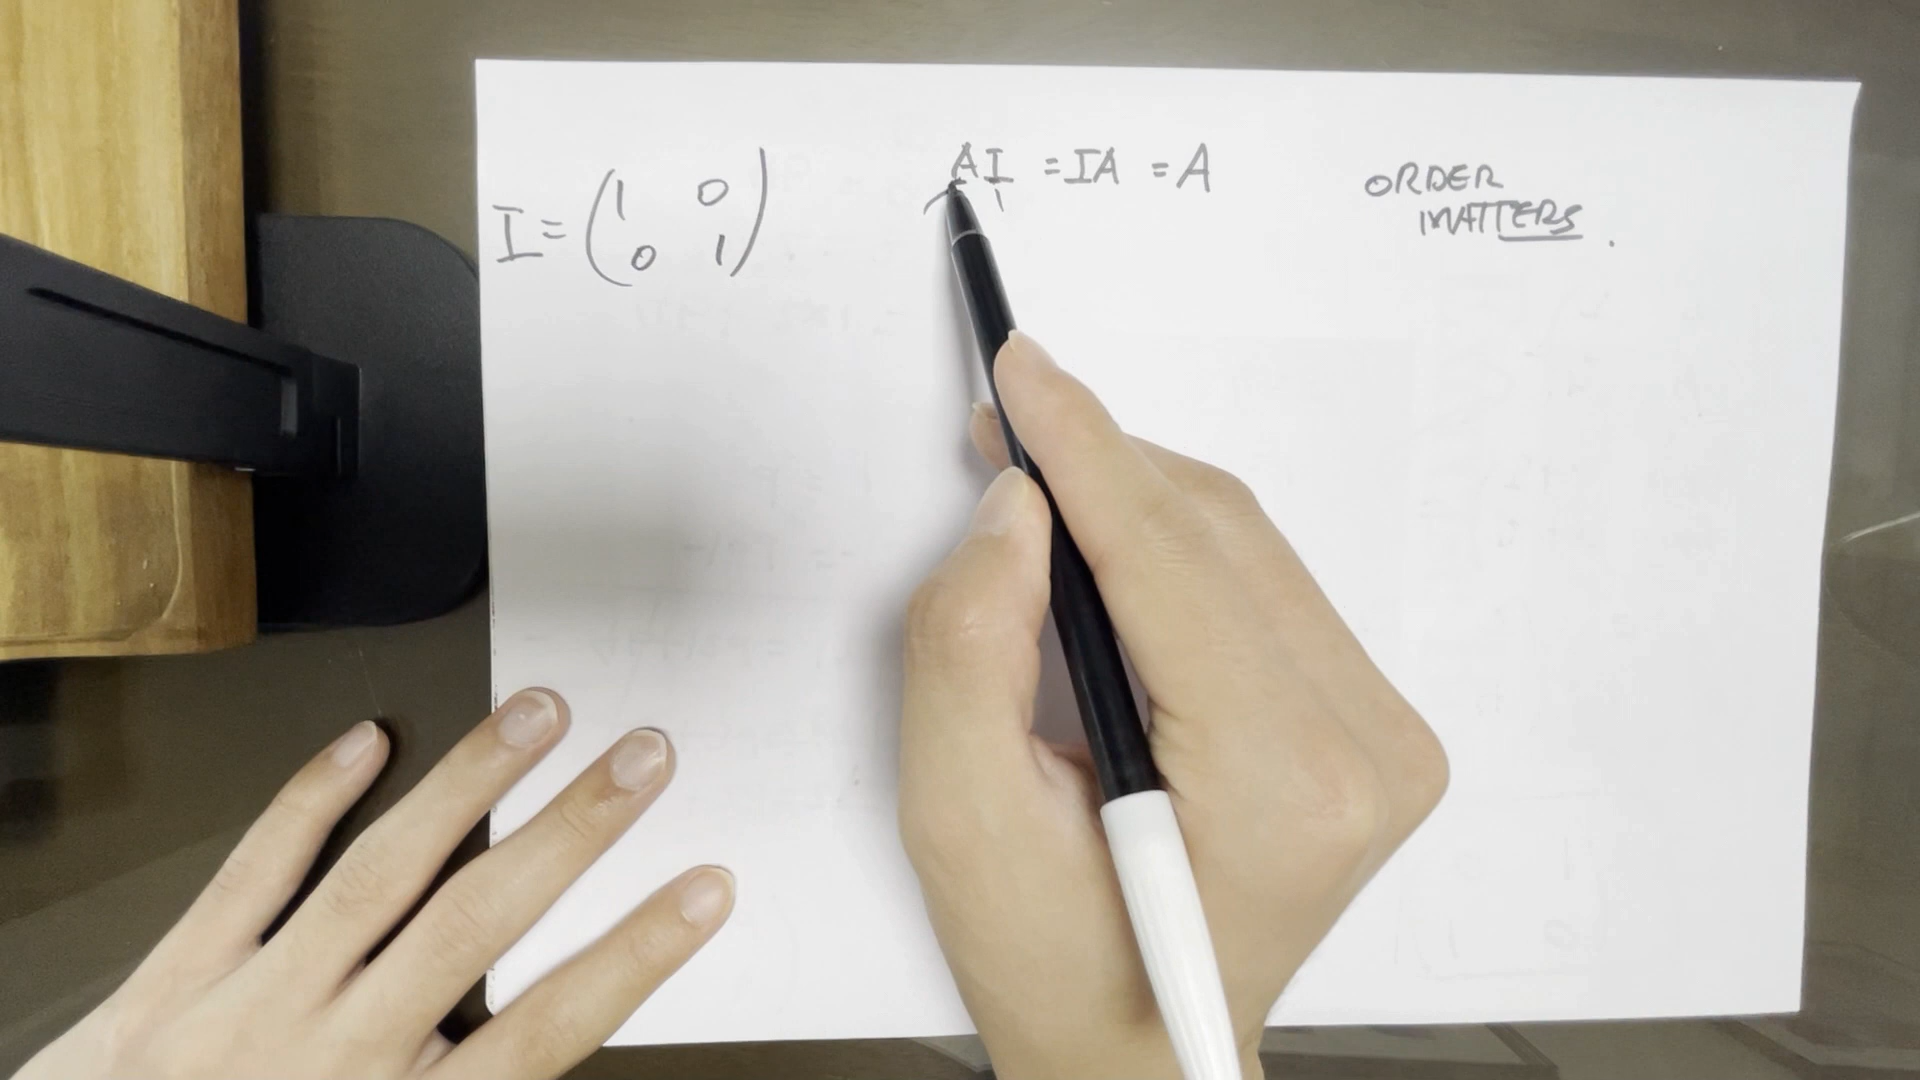 I = ( 1 0
0 1 )
AI = IA = A
ORDER
MATTERS.